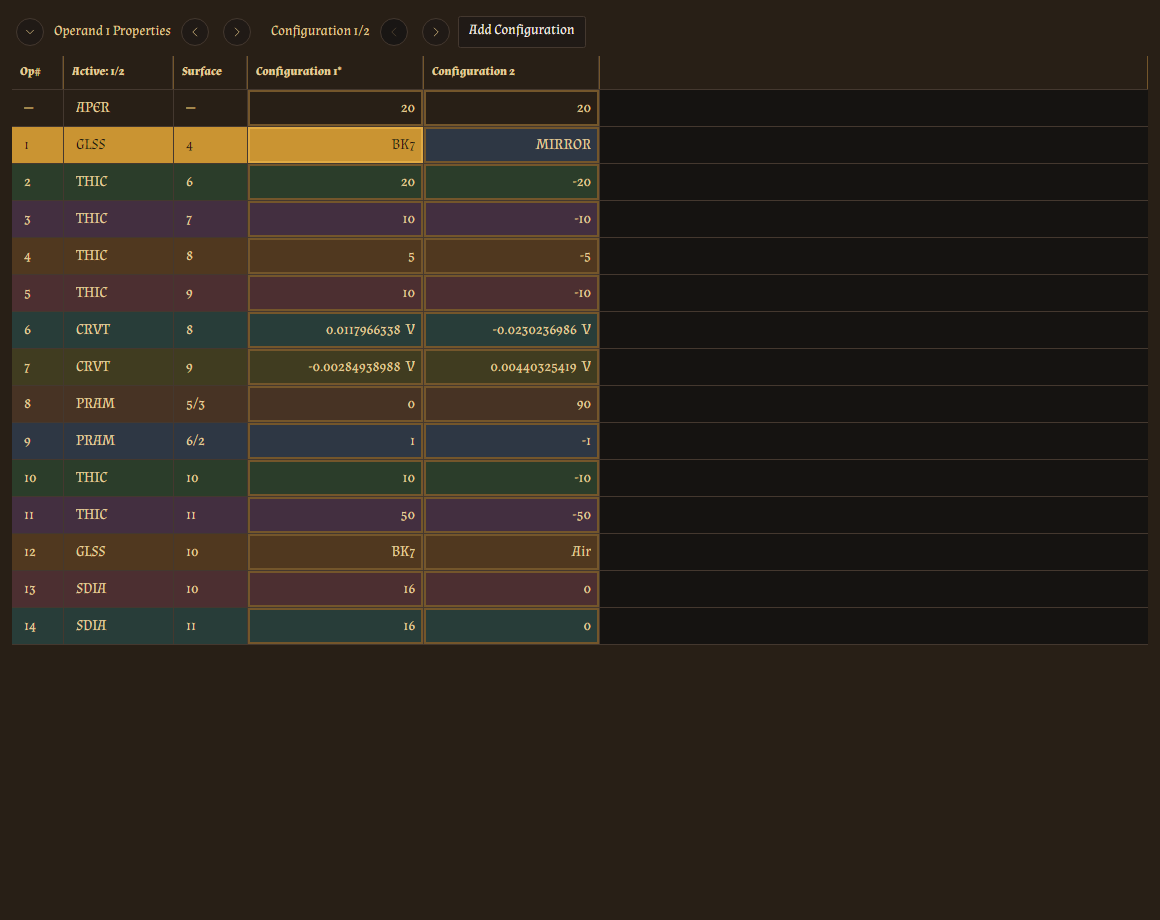 Operand 1 Properties Configuration 1/2 Add Configuration
Op# Active: 1/2 Surface Configuration 1* Configuration 2
— APER — 20 20
1 GLSS 4 BK7 MIRROR
2 THIC 6 20 -20
3 THIC 7 10 -10
4 THIC 8 5 -5
5 THIC 9 10 -10
6 CRVT 8 0.0117966338 V -0.0230236986 V
7 CRVT 9 -0.00284938988 V 0.00440325419 V
8 PRAM 5/3 0 90
9 PRAM 6/2 1 -1
10 THIC 10 10 -10
11 THIC 11 50 -50
12 GLSS 10 BK7 Air
13 SDIA 10 16 0
14 SDIA 11 16 0